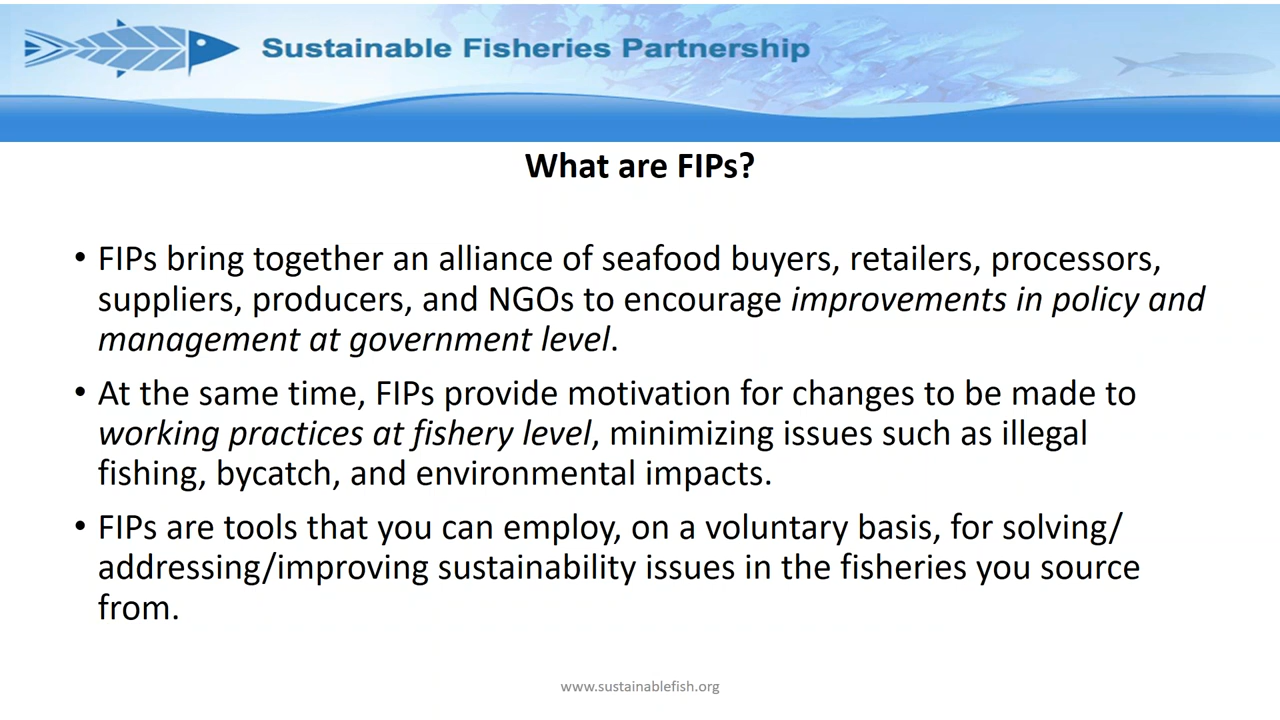 Sustainable Fisheries Partnership
What are FIPs?
• FIPs bring together an alliance of seafood buyers, retailers, processors,
suppliers, producers, and NGOs to encourage improvements in policy and
management at government level.
• At the same time, FIPs provide motivation for changes to be made to
working practices at fishery level, minimizing issues such as illegal
fishing, bycatch, and environmental impacts.
• FIPs are tools that you can employ, on a voluntary basis, for solving/
addressing/improving sustainability issues in the fisheries you source
from.
www.sustainablefish.org